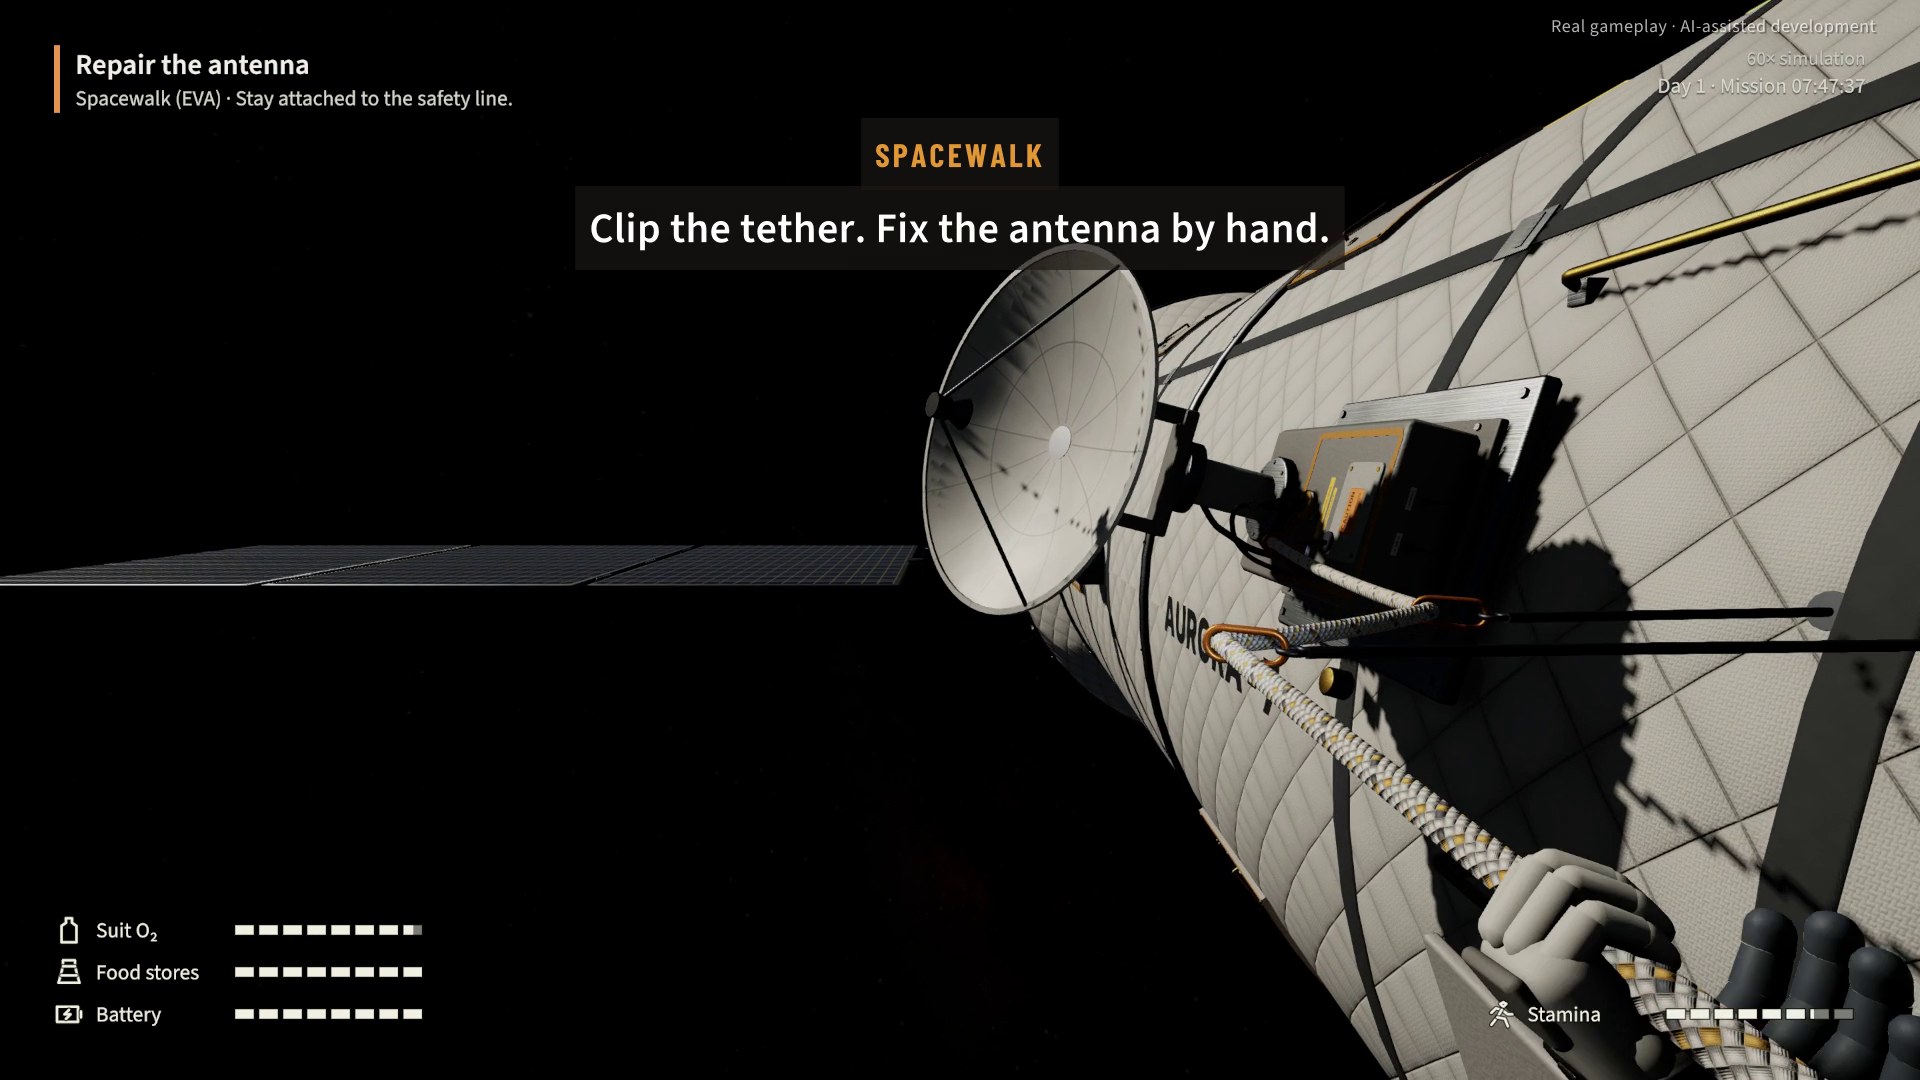 Real gameplay · AI-assisted development
60× simulation
Day 1 · Mission 07:47:37
Repair the antenna
Spacewalk (EVA) · Stay attached to the safety line.
SPACEWALK
Clip the tether. Fix the antenna by hand.
AURORA
Suit O₂
Food stores
Battery
Stamina